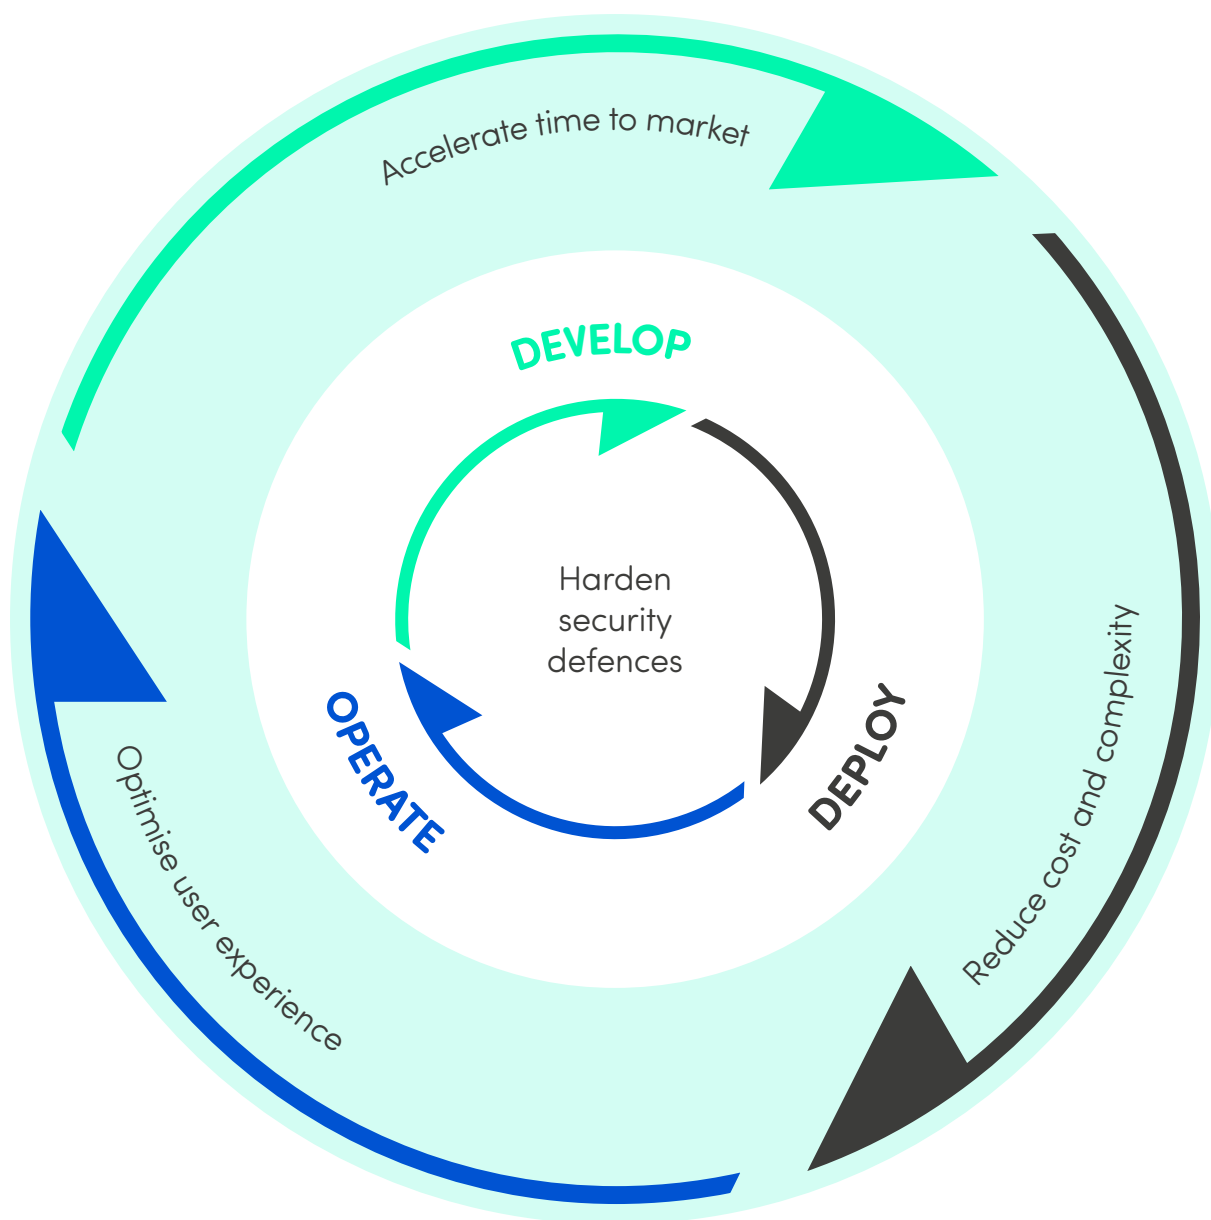 Accelerate time to market
DEVELOP
Harden
security
defences
OPERATE
DEPLOY
Optimise user experience
Reduce cost and complexity